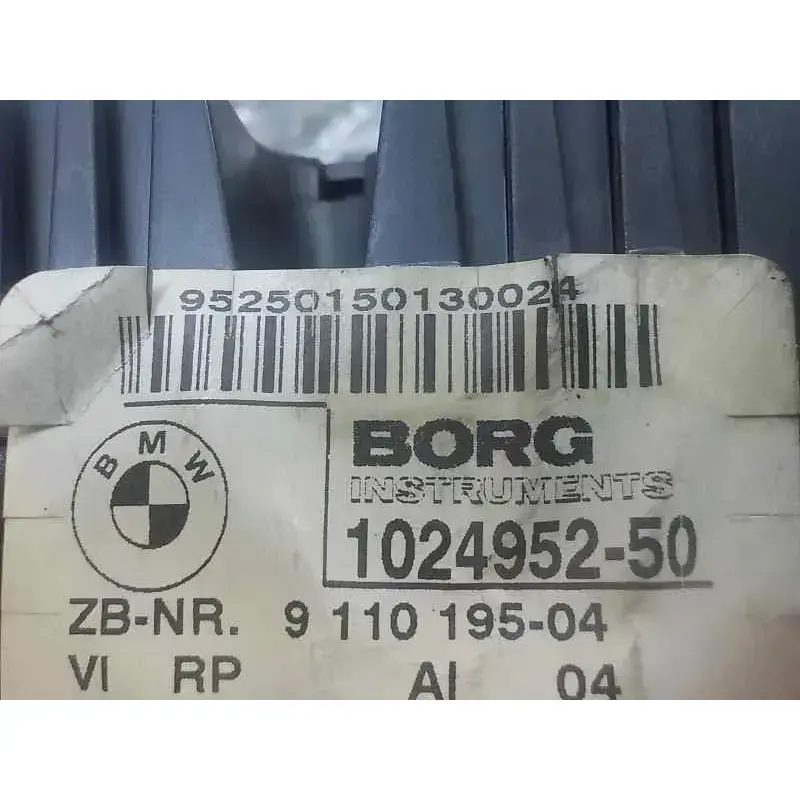 95250150130024
BMW
BORG
INSTRUMENTS
1024952-50
ZB-NR. 9 110 195-04
VI RP AI 04